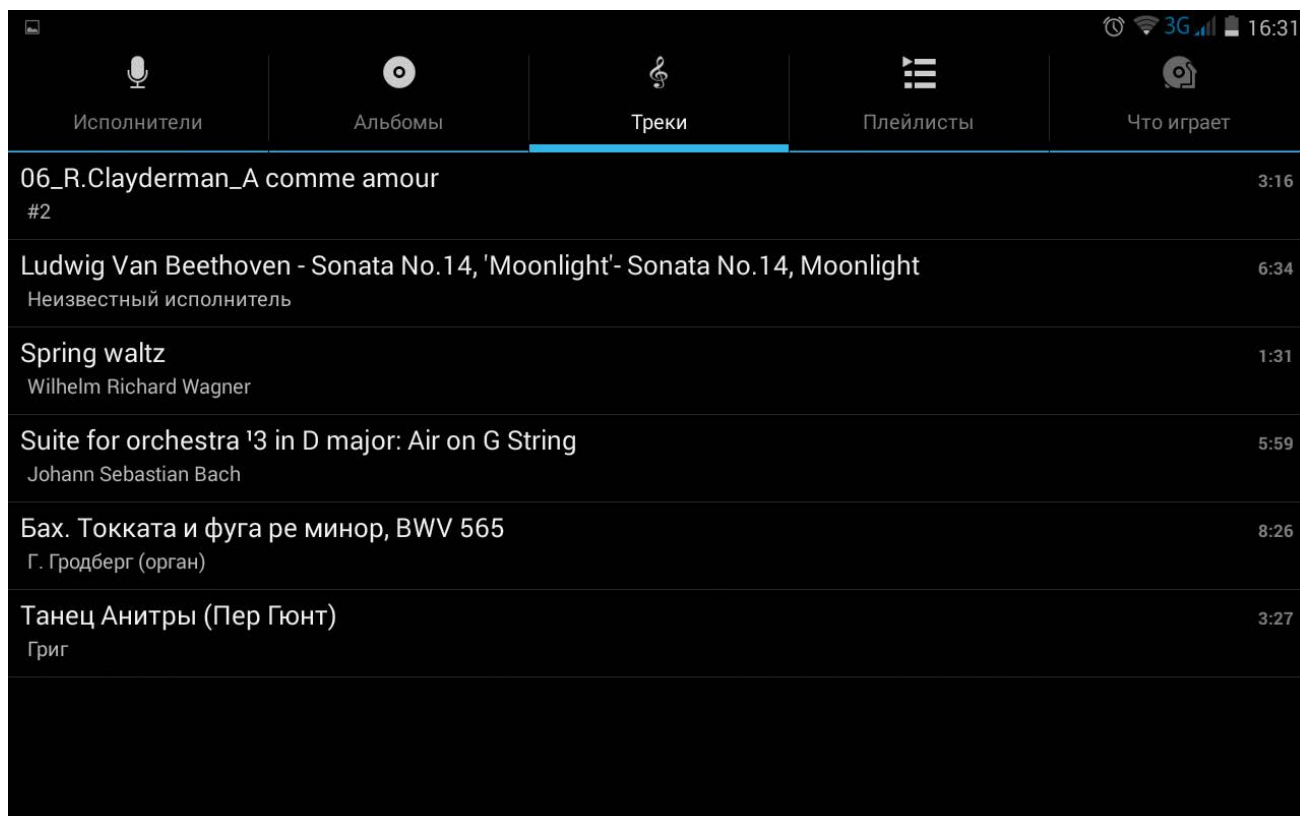 3G 16:31
Исполнители Альбомы Треки Плейлисты Что играет
06_R.Clayderman_A comme amour 3:16
#2
Ludwig Van Beethoven - Sonata No.14, 'Moonlight'- Sonata No.14, Moonlight 6:34
Неизвестный исполнитель
Spring waltz 1:31
Wilhelm Richard Wagner
Suite for orchestra ¹3 in D major: Air on G String 5:59
Johann Sebastian Bach
Бах. Токката и фуга ре минор, BWV 565 8:26
Г. Гродберг (орган)
Танец Анитры (Пер Гюнт) 3:27
Григ